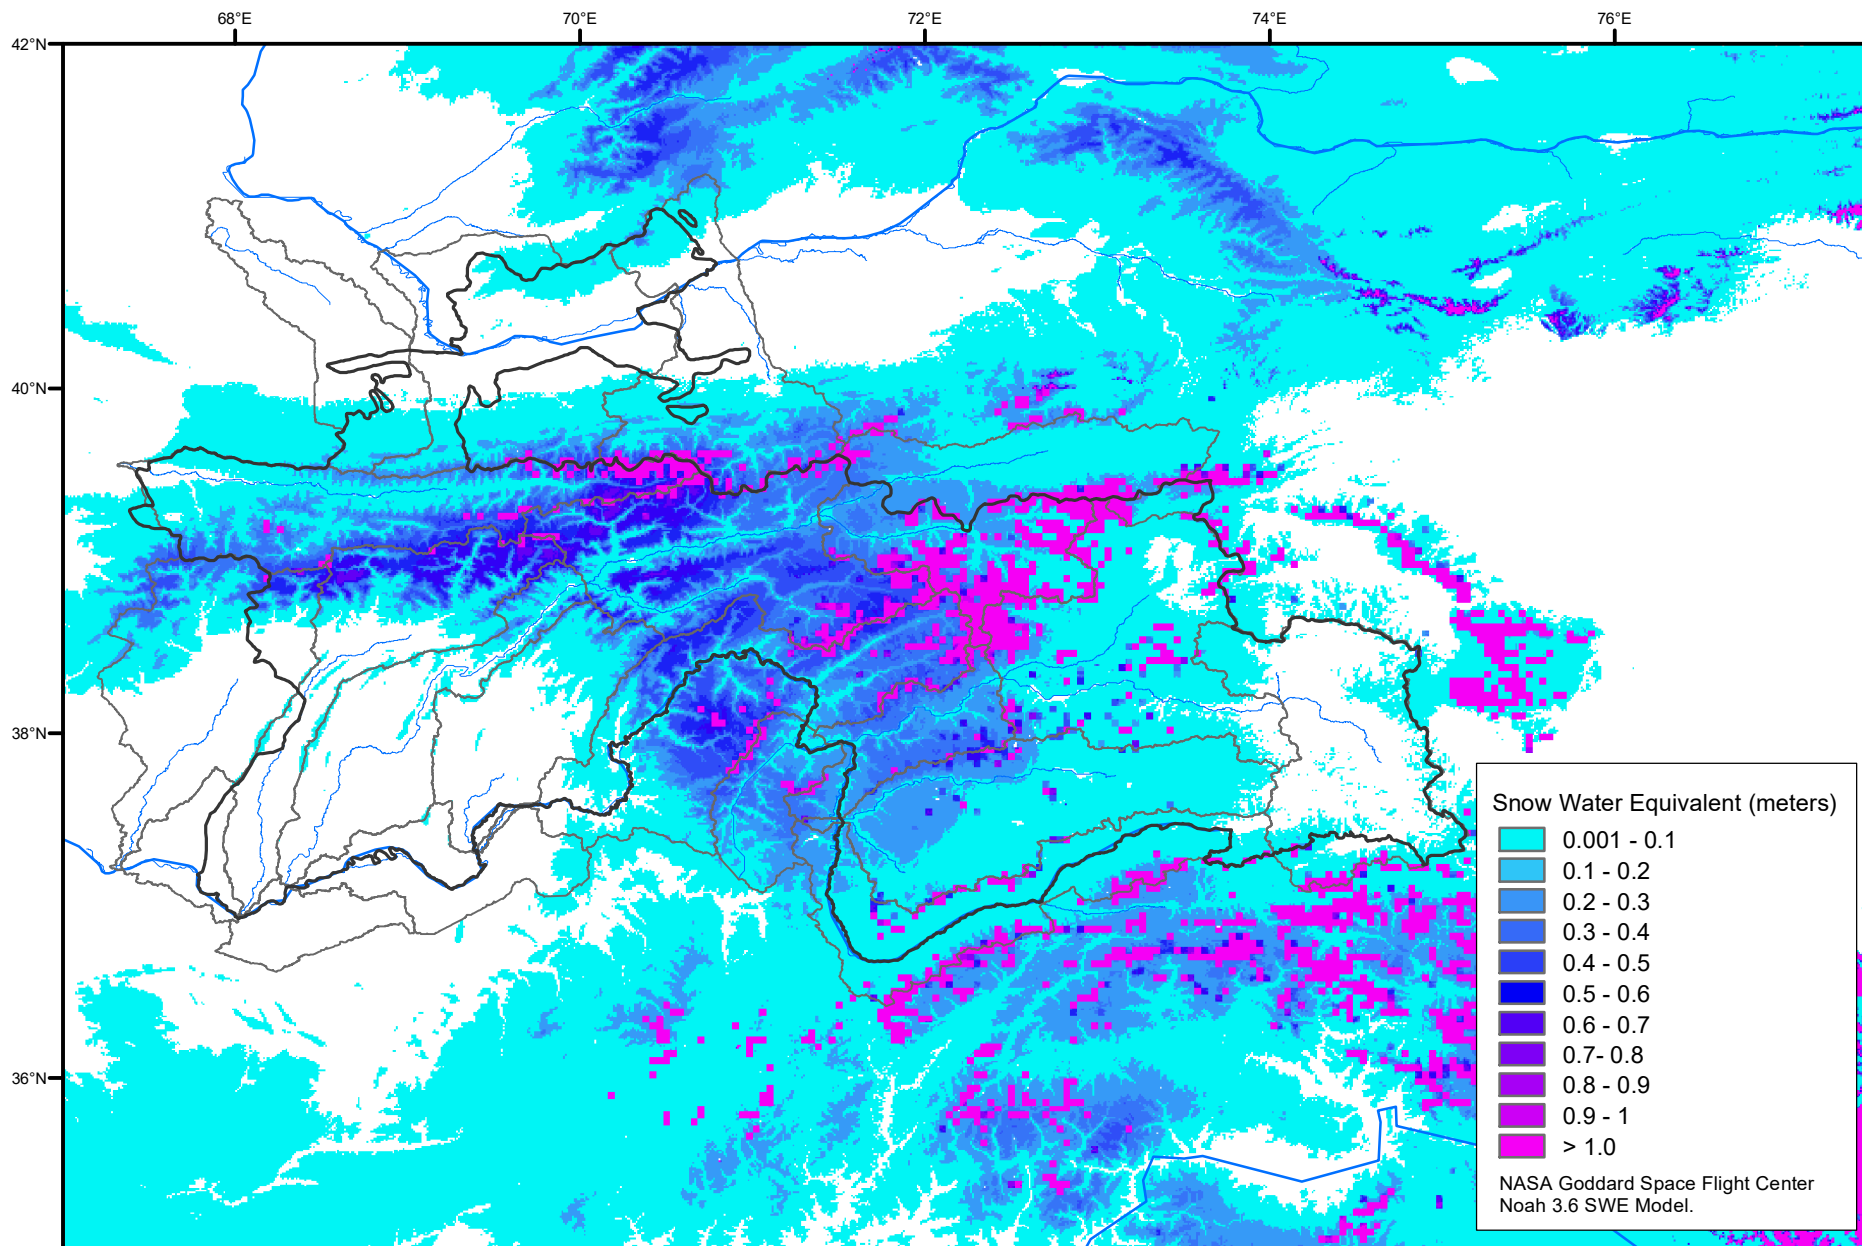 68°E 70°E 72°E 74°E 76°E
42°N
40°N
38°N
36°N
Snow Water Equivalent (meters)
0.001 - 0.1
0.1 - 0.2
0.2 - 0.3
0.3 - 0.4
0.4 - 0.5
0.5 - 0.6
0.6 - 0.7
0.7- 0.8
0.8 - 0.9
0.9 - 1
> 1.0
NASA Goddard Space Flight Center
Noah 3.6 SWE Model.